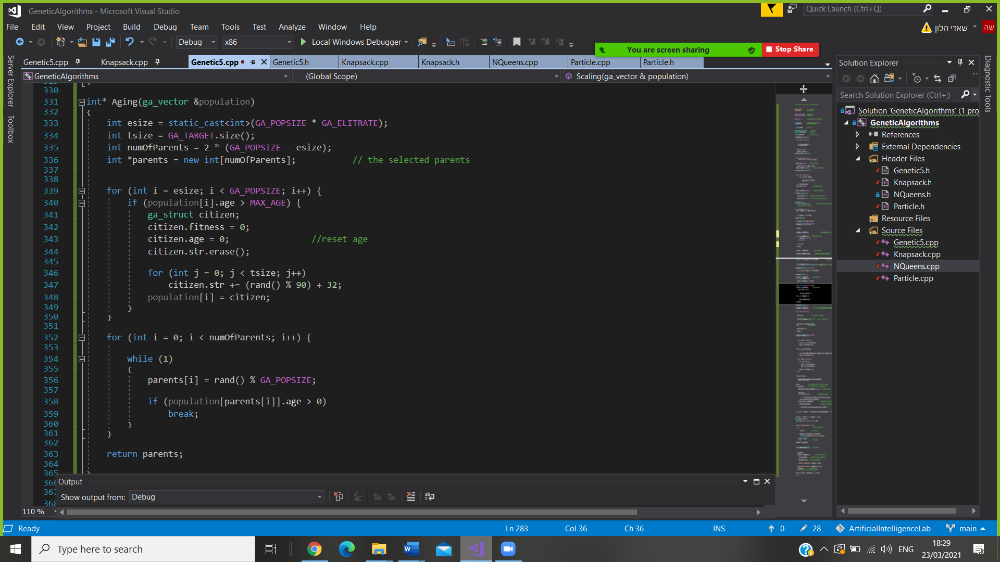 GeneticAlgorithms - Microsoft Visual Studio
Quick Launch (Ctrl+Q)
File Edit View Project Build Debug Team Tools Test Analyze Window Help
שאדי הלון
שה
Debug x86 Local Windows Debugger
You are screen sharing Stop Share
Server Explorer
Toolbox
Diagnostic Tools
Genetic5.cpp Knapsack.cpp Genetic5.cpp Genetic5.h Knapsack.cpp Knapsack.h NQueens.cpp Particle.cpp Particle.h
GeneticAlgorithms (Global Scope) Scaling(ga_vector & population)
330
331 int* Aging(ga_vector &population)
332 {
333 int esize = static_cast<int>(GA_POPSIZE * GA_ELITRATE);
334 int tsize = GA_TARGET.size();
335 int numOfParents = 2 * (GA_POPSIZE - esize);
336 int *parents = new int[numOfParents]; // the selected parents
337
338
339 for (int i = esize; i < GA_POPSIZE; i++) {
340 if (population[i].age > MAX_AGE) {
341 ga_struct citizen;
342 citizen.fitness = 0;
343 citizen.age = 0; //reset age
344 citizen.str.erase();
345
346 for (int j = 0; j < tsize; j++)
347 citizen.str += (rand() % 90) + 32;
348 population[i] = citizen;
349 }
350 }
351
352 for (int i = 0; i < numOfParents; i++) {
353
354 while (1)
355 {
356 parents[i] = rand() % GA_POPSIZE;
357
358 if (population[parents[i]].age > 0)
359 break;
360 }
361 }
362
363 return parents;
364
365
366
367
368
110 %
Output
Show output from: Debug
Solution Explorer
Search Solution Explorer (Ctrl+;)
Solution 'GeneticAlgorithms' (1 pro
GeneticAlgorithms
References
External Dependencies
Header Files
Genetic5.h
Knapsack.h
NQueens.h
Particle.h
Resource Files
Source Files
Genetic5.cpp
Knapsack.cpp
NQueens.cpp
Particle.cpp
Ready Ln 283 Col 36 Ch 36 INS 0 28 ArtificialIntelligenceLab main
Type here to search
ENG
18:29
23/03/2021